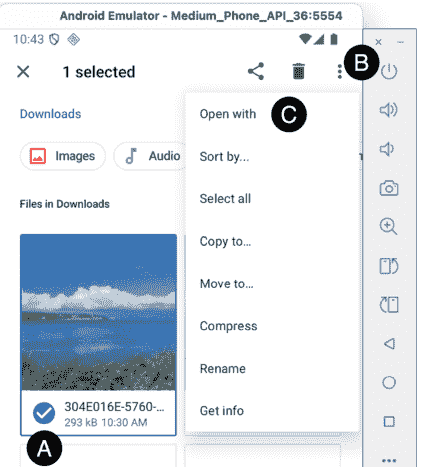 Android Emulator - Medium_Phone_API_36:5554
10:43
1 selected
B
Downloads
Open with
C
Images
Audio
Sort by...
Files in Downloads
Select all
Copy to...
Move to...
Compress
Rename
304E016E-5760-...
293 kB 10:30 AM
Get info
A